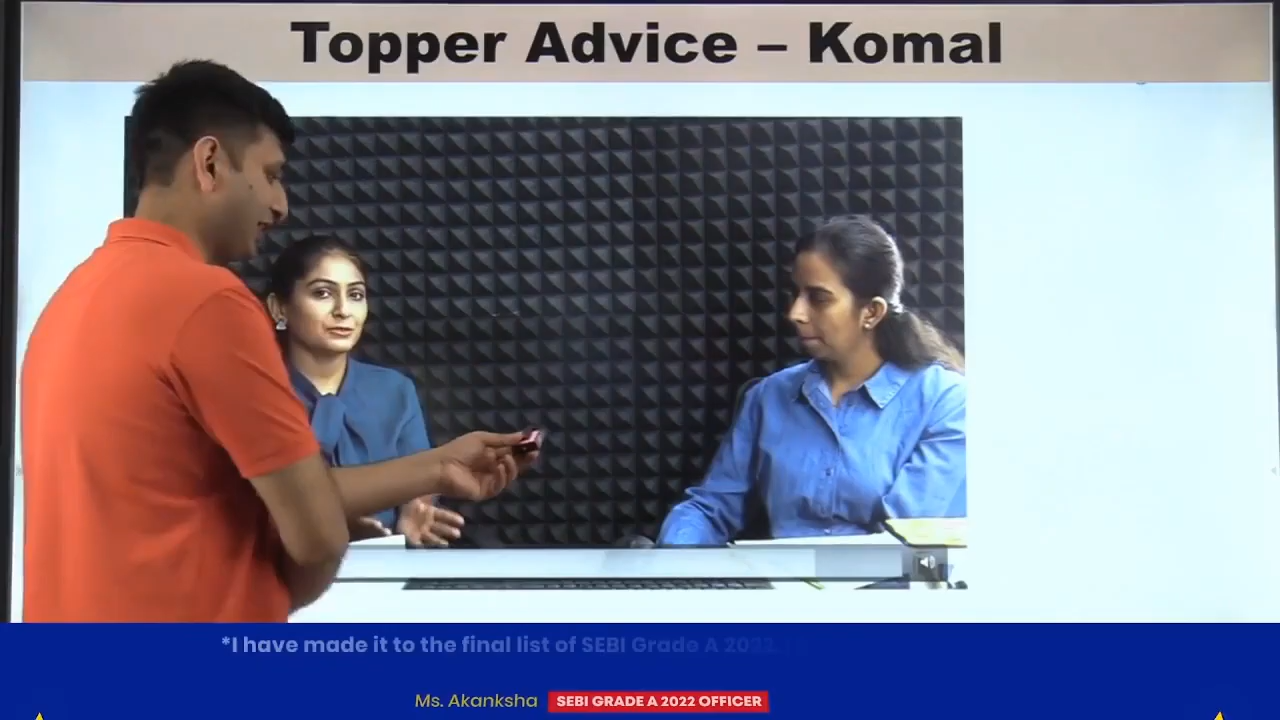 Topper Advice – Komal
*I have made it to the final list of SEBI Grade A 2022.
Ms. Akanksha SEBI GRADE A 2022 OFFICER